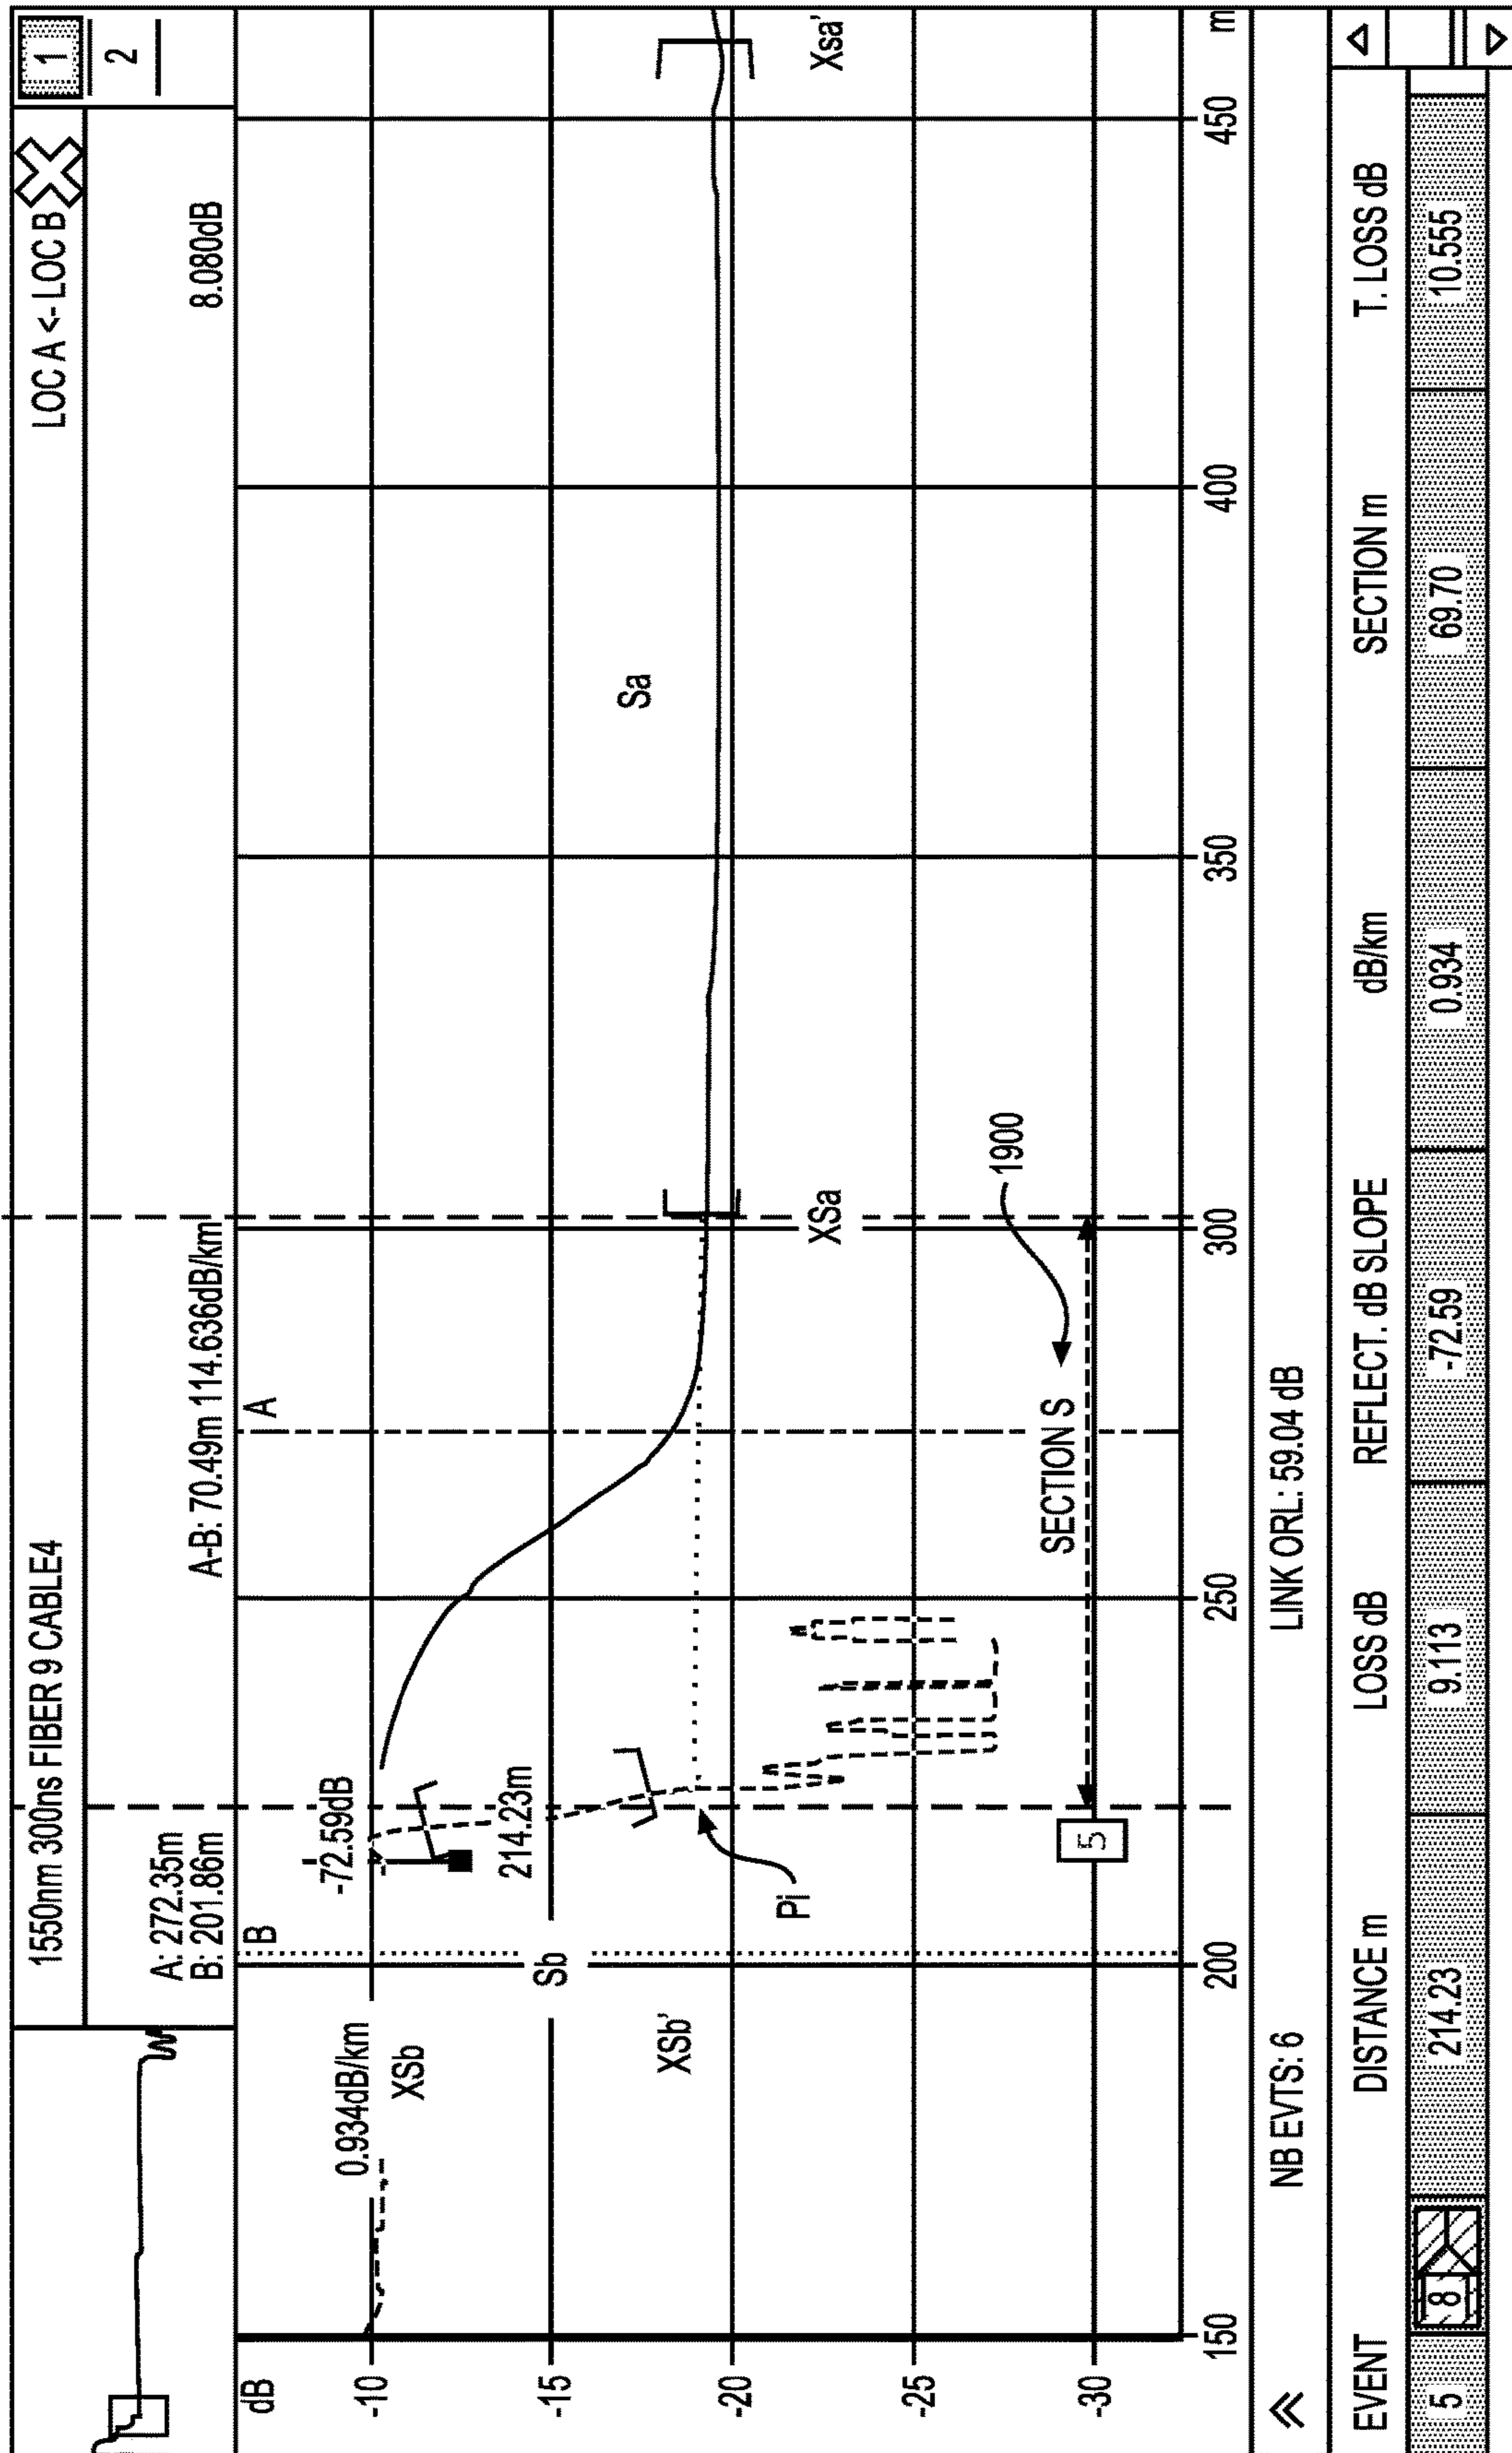 1550nm 300ns FIBER 9 CABLE4
LOC A <- LOC B
1
2
A: 272.35m
B: 201.86m
A-B: 70.49m 114.636dB/km
8.080dB
dB
B
A
0.934dB/km
-72.59dB
XSb
214.23m
Sb
Sa
XSb'
Pi
XSa
Xsa'
1900
SECTION S
5
-10
-15
-20
-25
-30
150
200
250
300
350
400
450
m
NB EVTS: 6
LINK ORL: 59.04 dB
EVENT DISTANCE m LOSS dB REFLECT. dB SLOPE dB/km SECTION m T. LOSS dB
5 8 214.23 9.113 -72.59 0.934 69.70 10.555